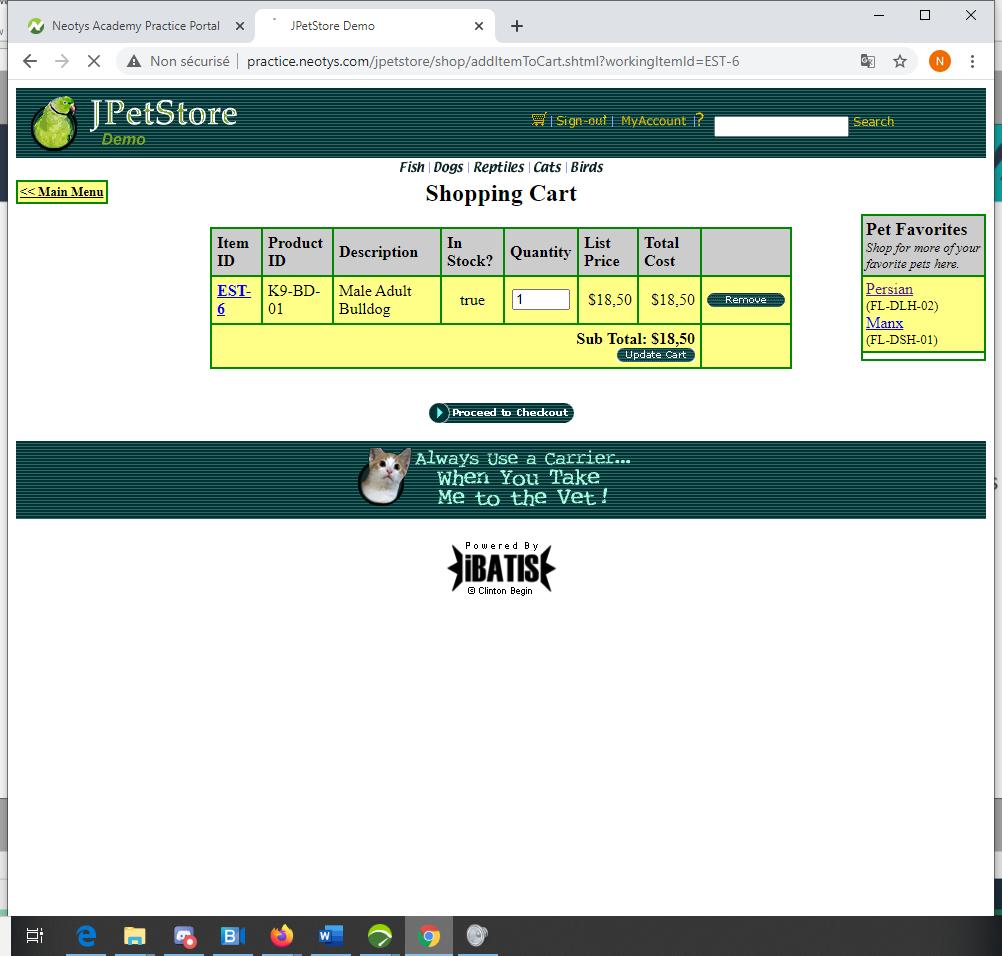 Neotys Academy Practice Portal
JPetStore Demo
Non sécurisé
practice.neotys.com/jpetstore/shop/addItemToCart.shtml?workingItemId=EST-6
N
JPetStore
Demo
| Sign-out | MyAccount | ?
Search
Fish | Dogs | Reptiles | Cats | Birds
<< Main Menu
Shopping Cart
Item ID Product ID Description In Stock? Quantity List Price Total Cost
EST-6 K9-BD-01 Male Adult Bulldog true 1 $18,50 $18,50 Remove
Sub Total: $18,50
Update Cart
Pet Favorites
Shop for more of your
favorite pets here.
Persian
(FL-DLH-02)
Manx
(FL-DSH-01)
Proceed to Checkout
Always Use a Carrier...
When You Take
Me to the Vet!
Powered By
iBATIS
© Clinton Begin